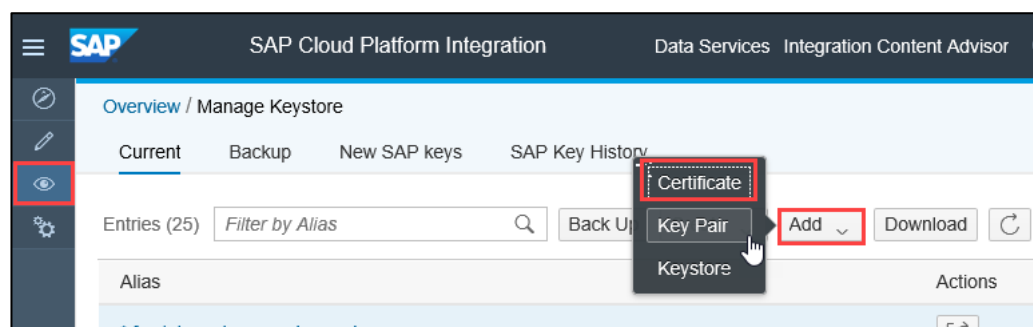 SAP SAP Cloud Platform Integration Data Services Integration Content Advisor
Overview / Manage Keystore
Current Backup New SAP keys SAP Key History
Certificate
Entries (25) Filter by Alias Back Up Key Pair Add Download
Keystore
Alias Actions